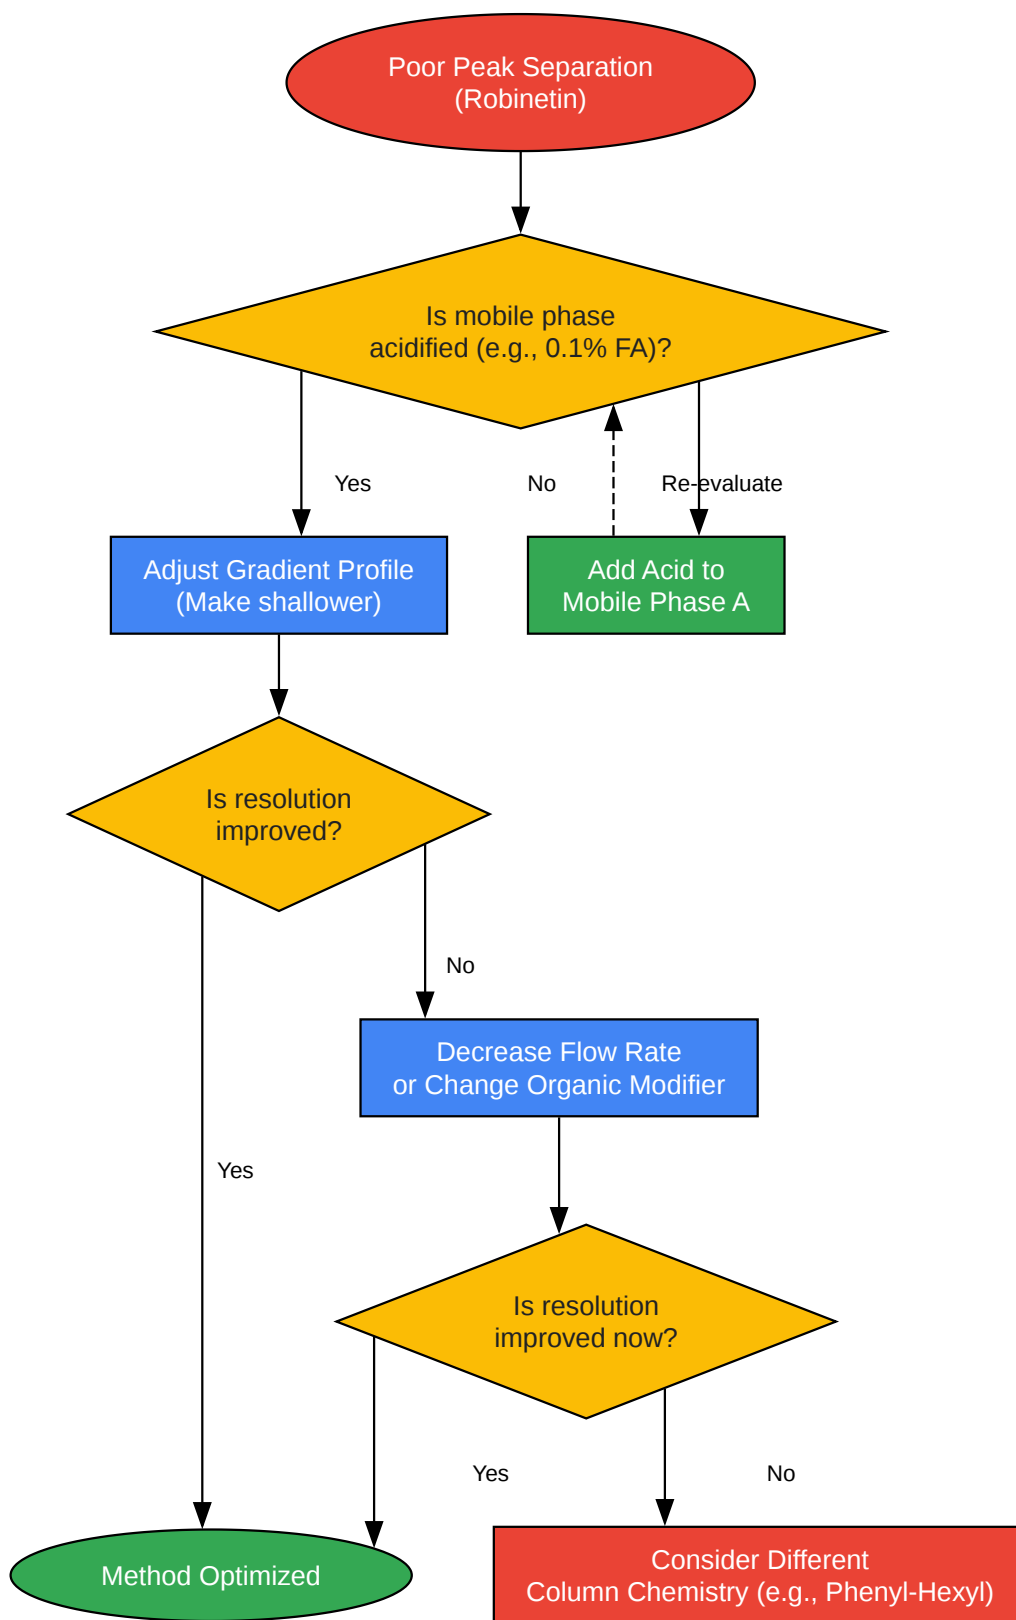 Poor Peak Separation
(Robinetin)
Is mobile phase
acidified (e.g., 0.1% FA)?
Yes
No
Re-evaluate
Adjust Gradient Profile
(Make shallower)
Add Acid to
Mobile Phase A
Is resolution
improved?
No
Decrease Flow Rate
or Change Organic Modifier
Yes
Is resolution
improved now?
Yes
No
Method Optimized
Consider Different
Column Chemistry (e.g., Phenyl-Hexyl)